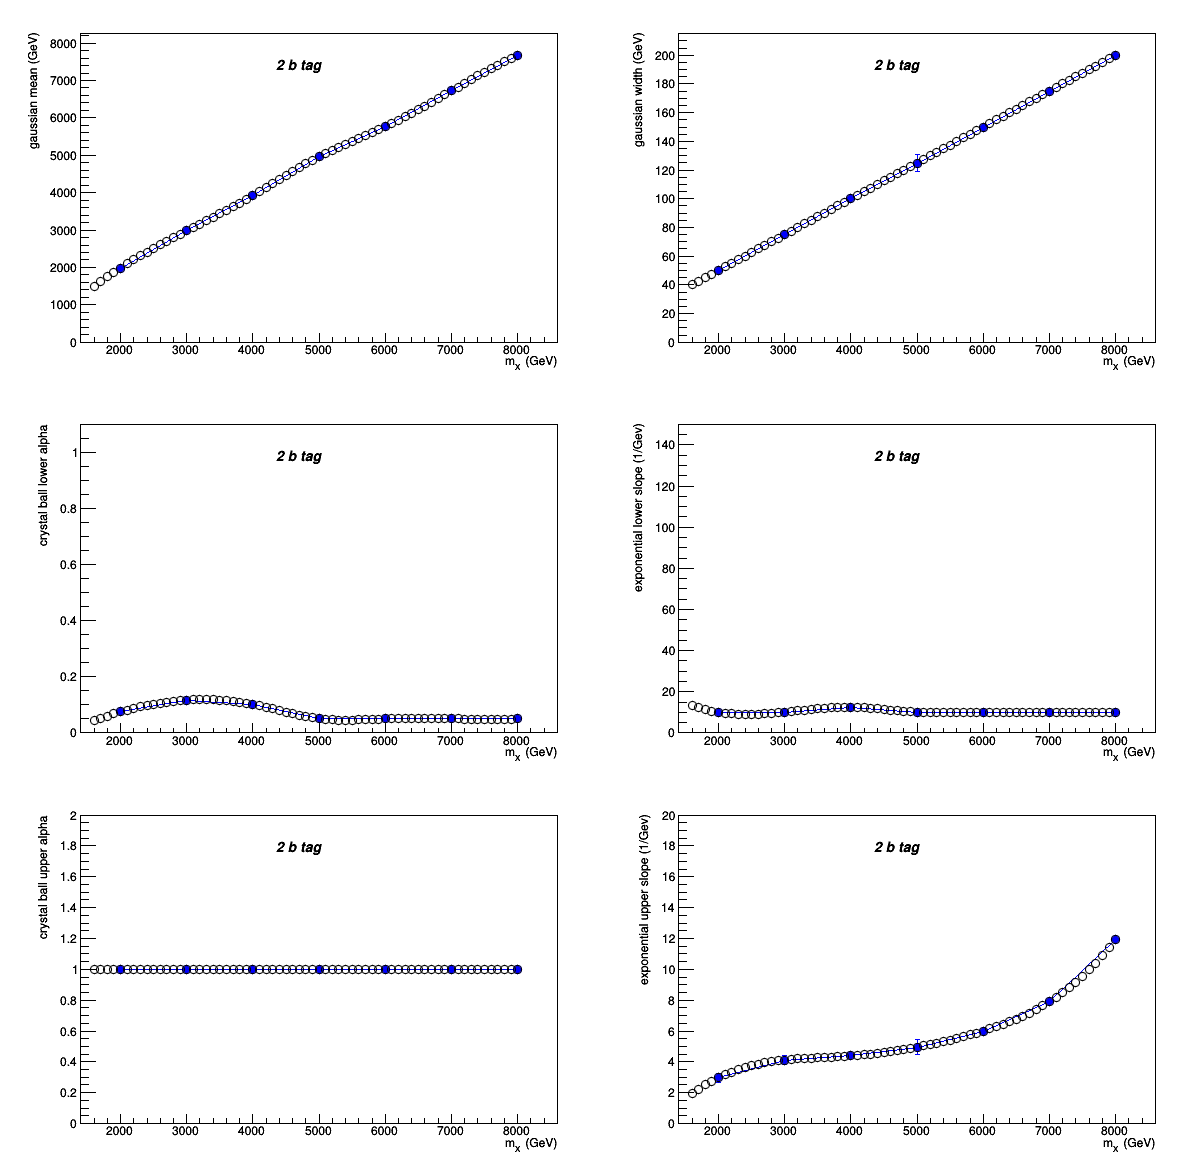 gaussian mean (GeV)
2 b tag
8000
7000
6000
5000
4000
3000
2000
1000
0
2000 3000 4000 5000 6000 7000 8000
m_x (GeV)
gaussian width (GeV)
2 b tag
200
180
160
140
120
100
80
60
40
20
0
2000 3000 4000 5000 6000 7000 8000
m_x (GeV)
crystal ball lower alpha
2 b tag
1
0.8
0.6
0.4
0.2
0
2000 3000 4000 5000 6000 7000 8000
m_x (GeV)
exponential lower slope (1/Gev)
2 b tag
140
120
100
80
60
40
20
0
2000 3000 4000 5000 6000 7000 8000
m_x (GeV)
crystal ball upper alpha
2 b tag
2
1.8
1.6
1.4
1.2
1
0.8
0.6
0.4
0.2
0
2000 3000 4000 5000 6000 7000 8000
m_x (GeV)
exponential upper slope (1/Gev)
2 b tag
20
18
16
14
12
10
8
6
4
2
0
2000 3000 4000 5000 6000 7000 8000
m_x (GeV)